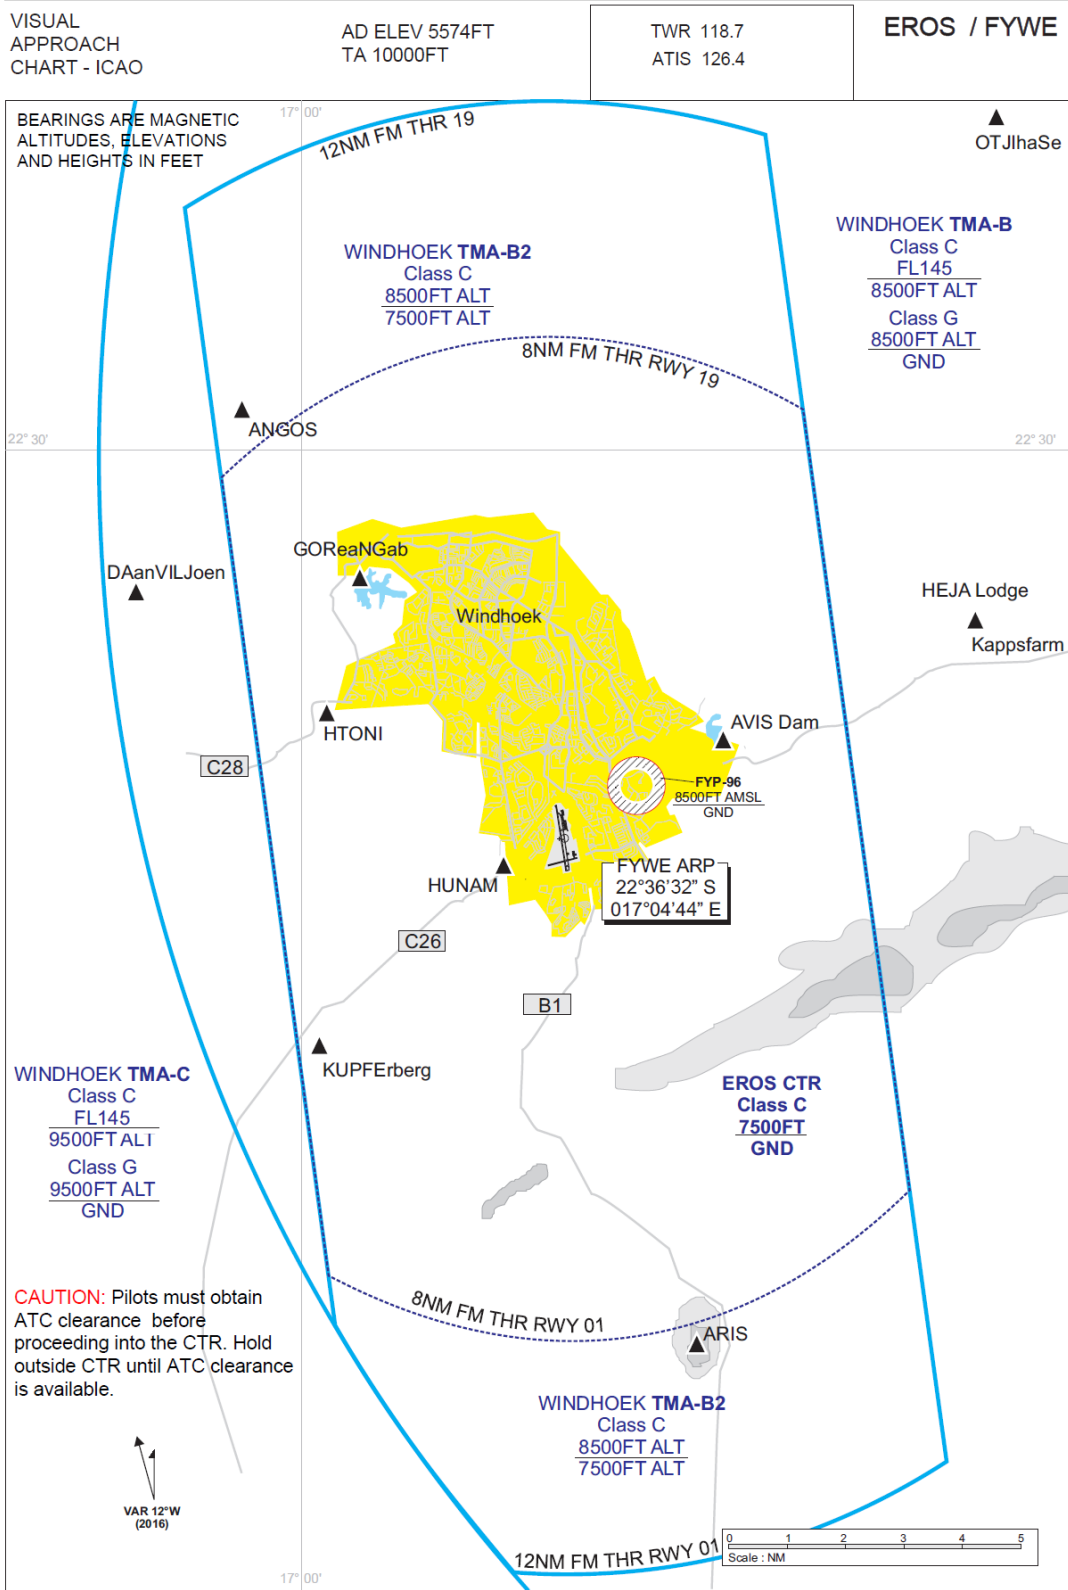 VISUAL
APPROACH
CHART - ICAO
AD ELEV 5574FT
TA 10000FT
TWR 118.7
ATIS 126.4
EROS / FYWE
BEARINGS ARE MAGNETIC
ALTITUDES, ELEVATIONS
AND HEIGHTS IN FEET
17° 00'
12NM FM THR 19
OTJIhaSe
WINDHOEK TMA-B2
Class C
8500FT ALT
7500FT ALT
WINDHOEK TMA-B
Class C
FL145
8500FT ALT
Class G
8500FT ALT
GND
8NM FM THR RWY 19
ANGOS
22° 30'
22° 30'
GOReaNGab
DAanVILJoen
Windhoek
HEJA Lodge
Kappsfarm
HTONI
AVIS Dam
C28
FYP-96
8500FT AMSL
GND
HUNAM
FYWE ARP
22°36'32” S
017°04'44” E
C26
B1
KUPFErberg
WINDHOEK TMA-C
Class C
FL145
9500FT ALT
Class G
9500FT ALT
GND
EROS CTR
Class C
7500FT
GND
CAUTION: Pilots must obtain
ATC clearance before
proceeding into the CTR. Hold
outside CTR until ATC clearance
is available.
8NM FM THR RWY 01
ARIS
WINDHOEK TMA-B2
Class C
8500FT ALT
7500FT ALT
VAR 12°W
(2016)
12NM FM THR RWY 01
0 1 2 3 4 5
Scale : NM
17° 00'